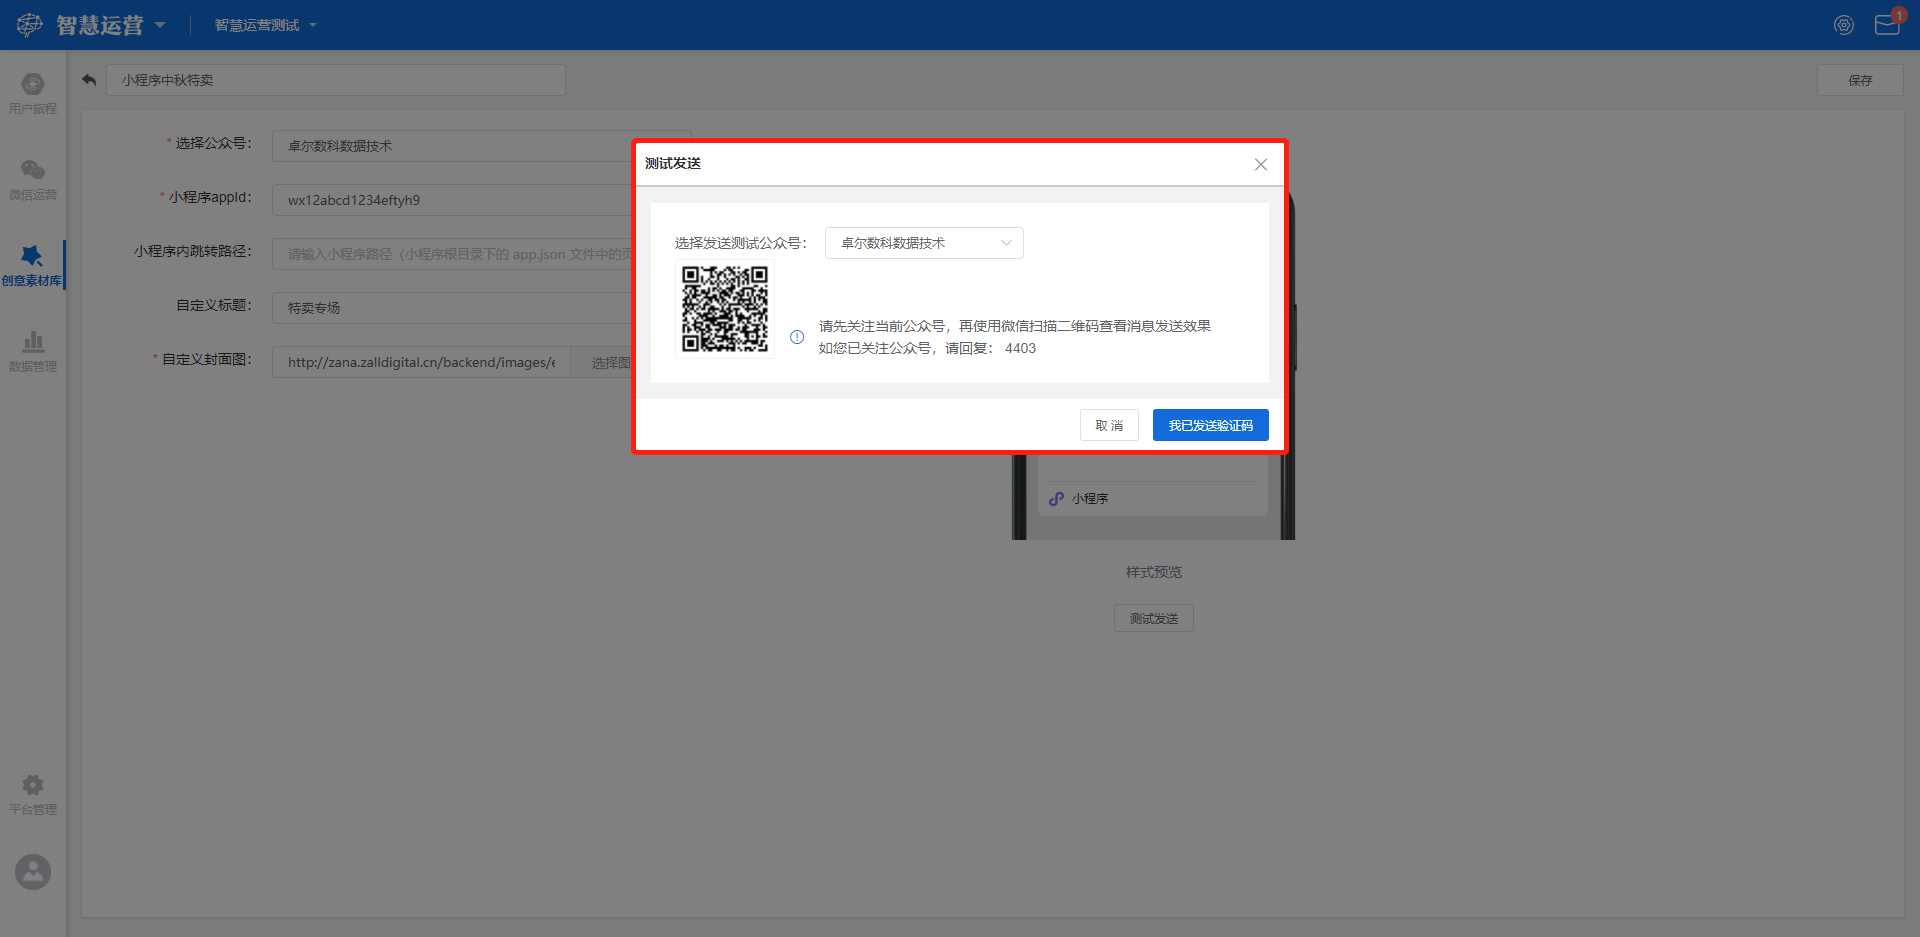 智慧运营
智慧运营测试
1
小程序中秋特卖
保存
用户旅程
微信运营
创意素材库
数据管理
平台管理
* 选择公众号：
卓尔数科数据技术
* 小程序appId：
wx12abcd1234eftyh9
小程序内跳转路径：
请输入小程序路径（小程序根目录下的 app.json 文件中的页
自定义标题：
特卖专场
* 自定义封面图：
http://zana.zalldigital.cn/backend/images/e
选择图
测试发送
选择发送测试公众号：
卓尔数科数据技术
请先关注当前公众号，再使用微信扫描二维码查看消息发送效果
如您已关注公众号，请回复： 4403
取 消
我已发送验证码
小程序
样式预览
测试发送